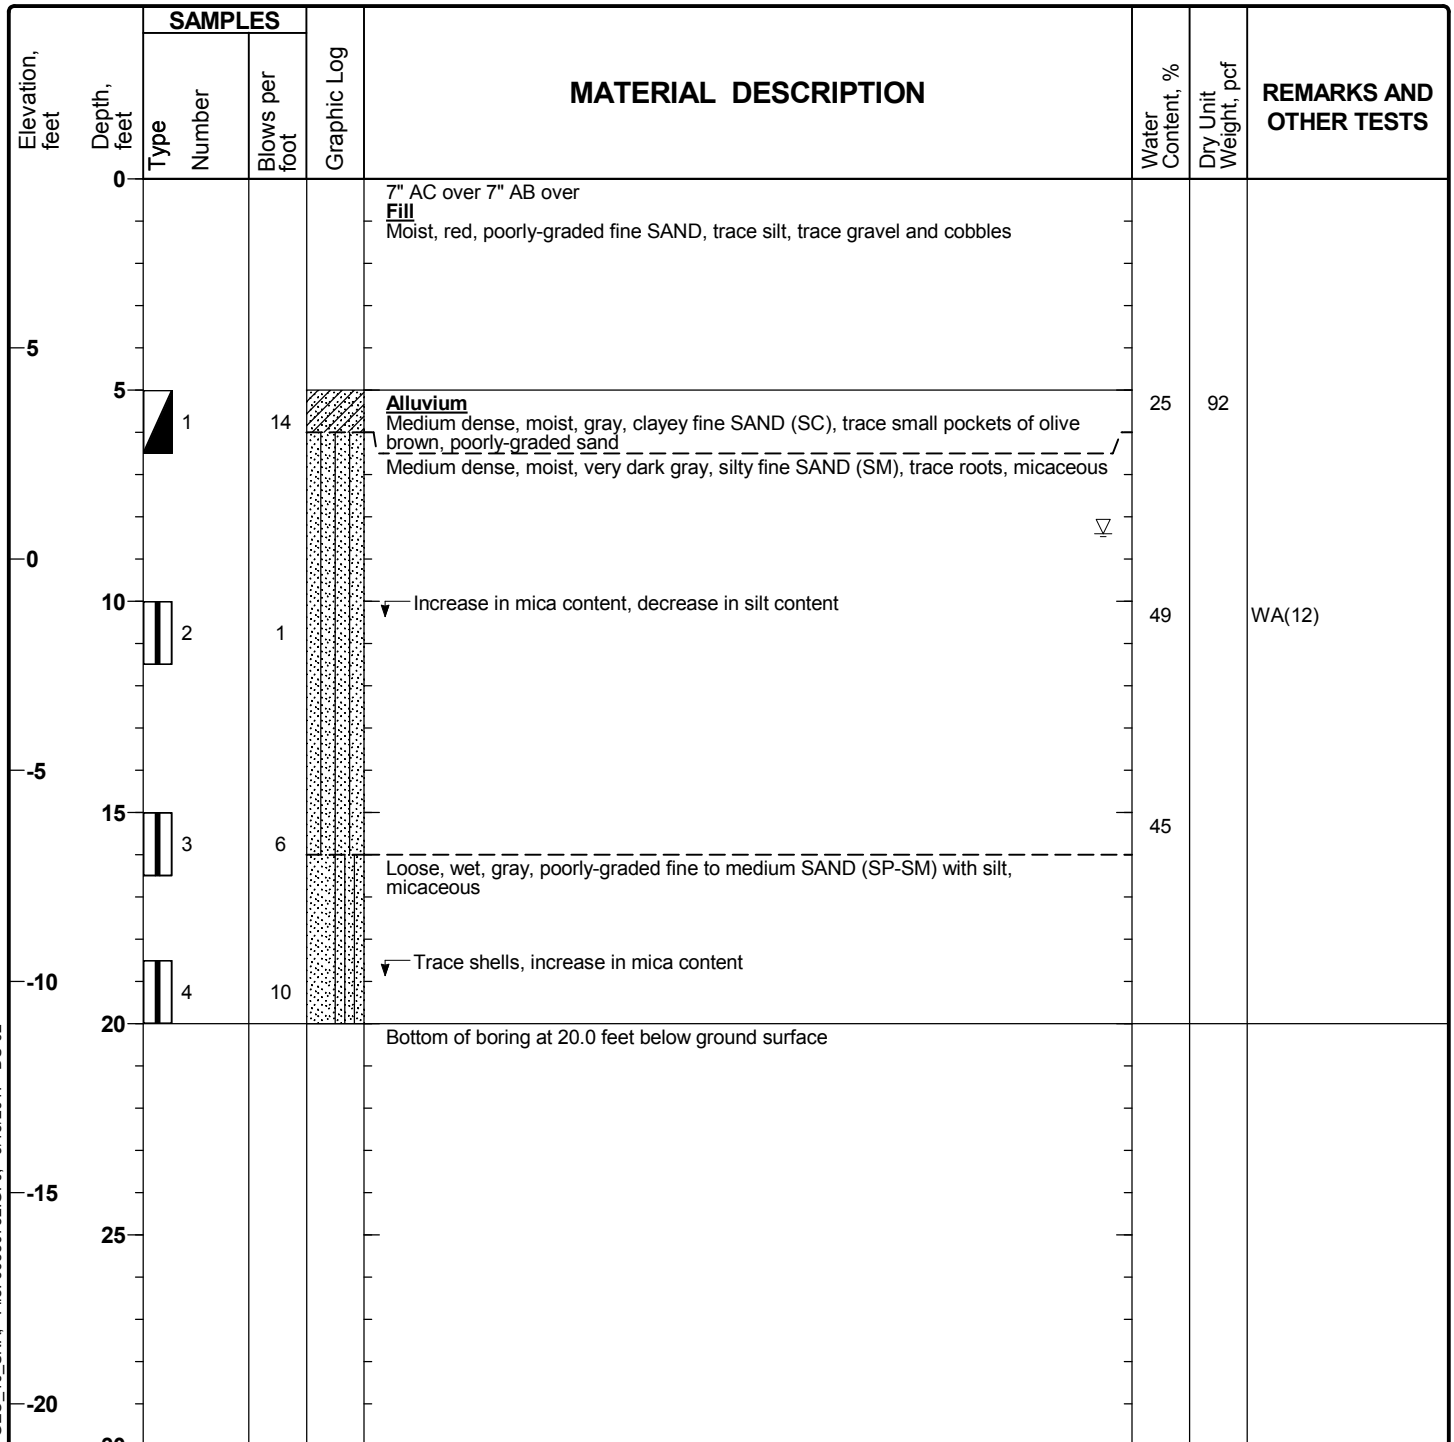 SAMPLES
Elevation, feet
Depth, feet
Type
Number
Blows per foot
Graphic Log
MATERIAL DESCRIPTION
Water Content, %
Dry Unit Weight, pcf
REMARKS AND
OTHER TESTS
0
7" AC over 7" AB over
Fill
Moist, red, poorly-graded fine SAND, trace silt, trace gravel and cobbles
5
5
1
14
Alluvium
Medium dense, moist, gray, clayey fine SAND (SC), trace small pockets of olive
brown, poorly-graded sand
25
92
Medium dense, moist, very dark gray, silty fine SAND (SM), trace roots, micaceous
0
10
Increase in mica content, decrease in silt content
2
1
49
WA(12)
-5
15
3
6
45
Loose, wet, gray, poorly-graded fine to medium SAND (SP-SM) with silt,
micaceous
Trace shells, increase in mica content
-10
4
10
20
Bottom of boring at 20.0 feet below ground surface
-15
25
-20